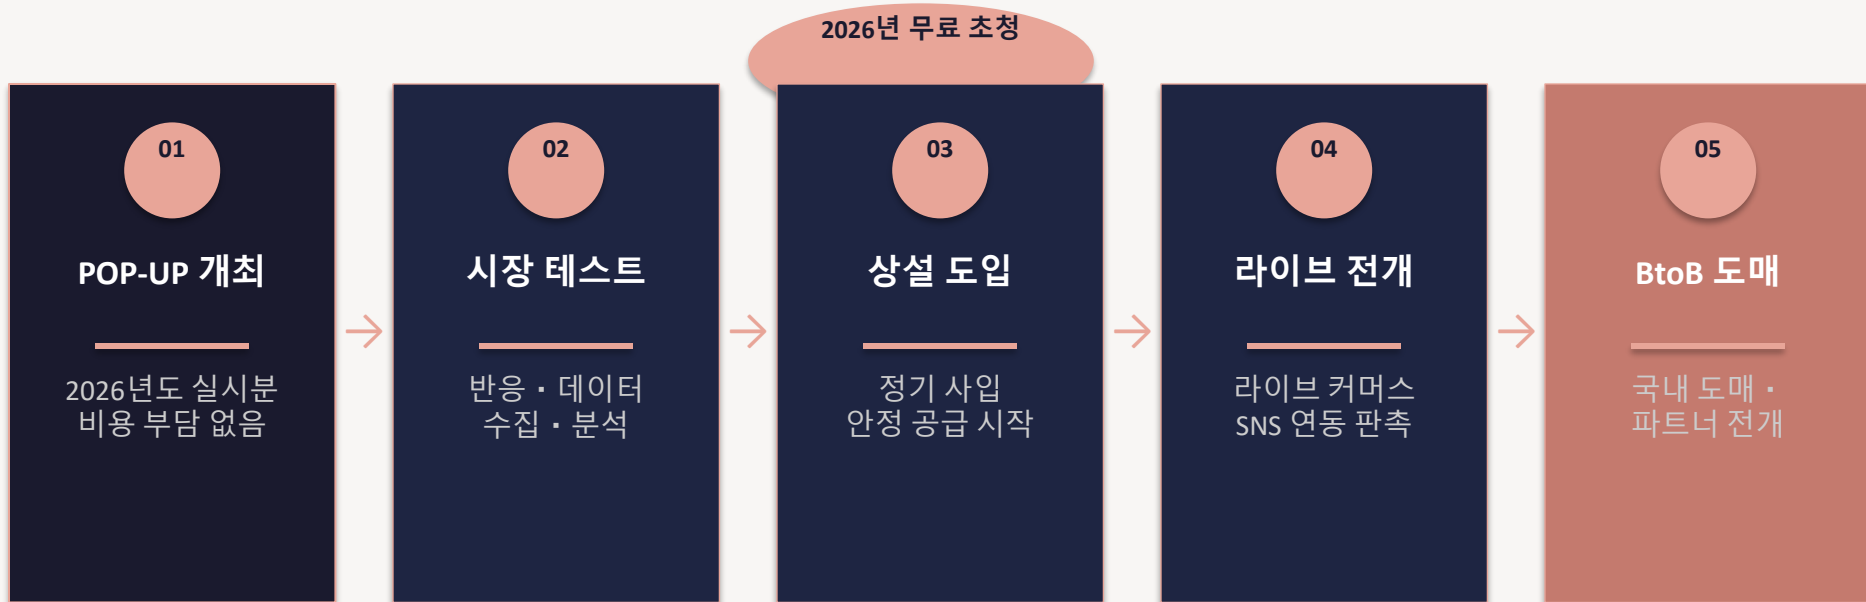 2026년 무료 초청
01
POP-UP 개최
2026년도 실시분
비용 부담 없음
02
시장 테스트
반응・데이터
수집・분석
03
상설 도입
정기 사입
안정 공급 시작
04
라이브 전개
라이브 커머스
SNS 연동 판촉
05
BtoB 도매
국내 도매・
파트너 전개